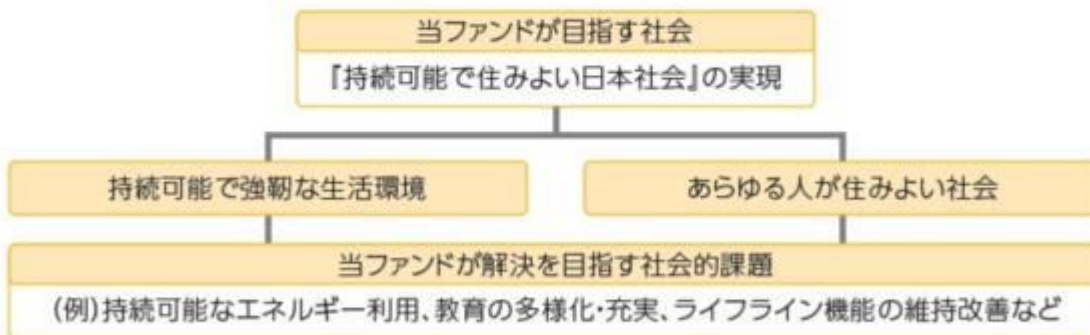 当ファンドが目指す社会
『持続可能で住みよい日本社会』の実現
持続可能で強靭な生活環境
あらゆる人が住みよい社会
当ファンドが解決を目指す社会的課題
(例)持続可能なエネルギー利用、教育の多様化・充実、ライフライン機能の維持改善など